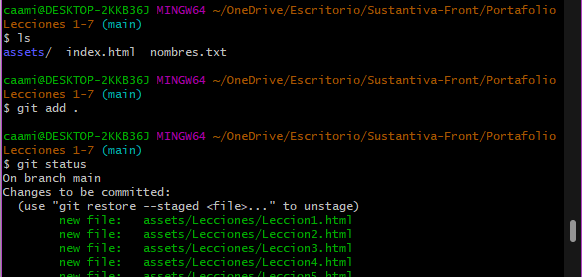 caami@DESKTOP-2KKB36J MINGW64 ~/OneDrive/Escritorio/Sustantiva-Front/Portafolio
Lecciones 1-7 (main)
$ ls
assets/  index.html  nombres.txt
caami@DESKTOP-2KKB36J MINGW64 ~/OneDrive/Escritorio/Sustantiva-Front/Portafolio
Lecciones 1-7 (main)
$ git add .
caami@DESKTOP-2KKB36J MINGW64 ~/OneDrive/Escritorio/Sustantiva-Front/Portafolio
Lecciones 1-7 (main)
$ git status
On branch main
Changes to be committed:
  (use "git restore --staged <file>..." to unstage)
        new file:   assets/Lecciones/Leccion1.html
        new file:   assets/Lecciones/Leccion2.html
        new file:   assets/Lecciones/Leccion3.html
        new file:   assets/Lecciones/Leccion4.html
        new file:   assets/Lecciones/Leccion5.html